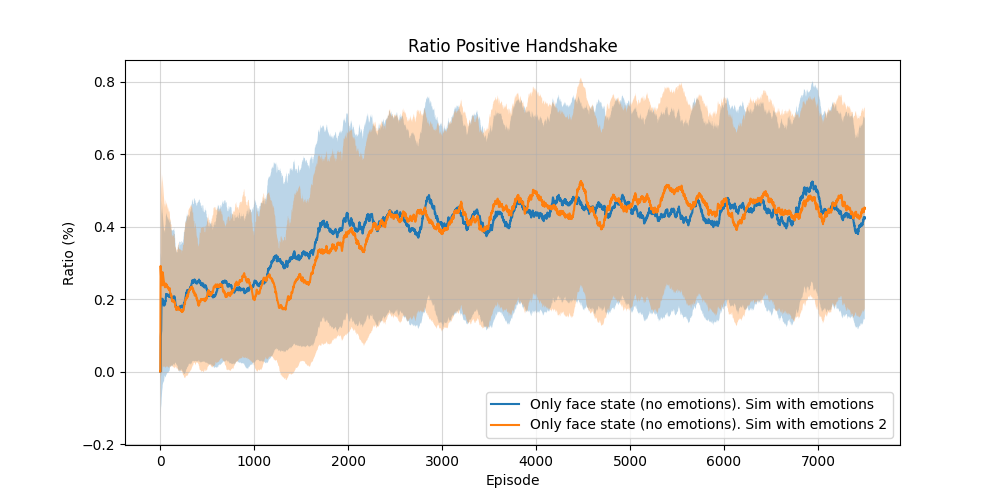 Ratio Positive Handshake
Ratio (%)
0.8
0.6
0.4
0.2
0.0
−0.2
0 1000 2000 3000 4000 5000 6000 7000
Episode
Only face state (no emotions). Sim with emotions
Only face state (no emotions). Sim with emotions 2